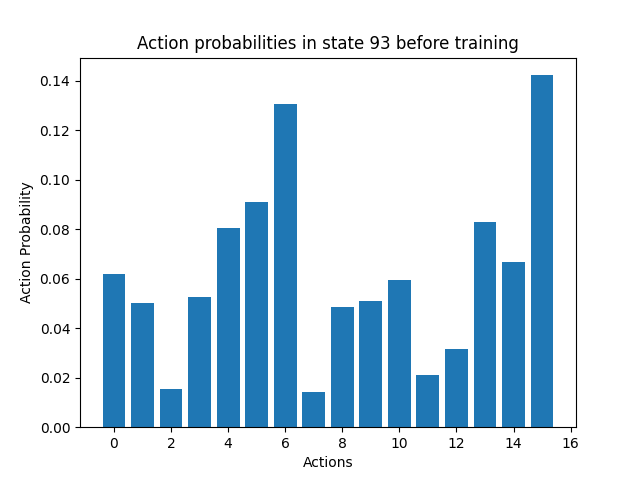 Action probabilities in state 93 before training
0.14
0.12
0.10
0.08
0.06
0.04
0.02
0.00
Action Probability
0 2 4 6 8 10 12 14 16
Actions